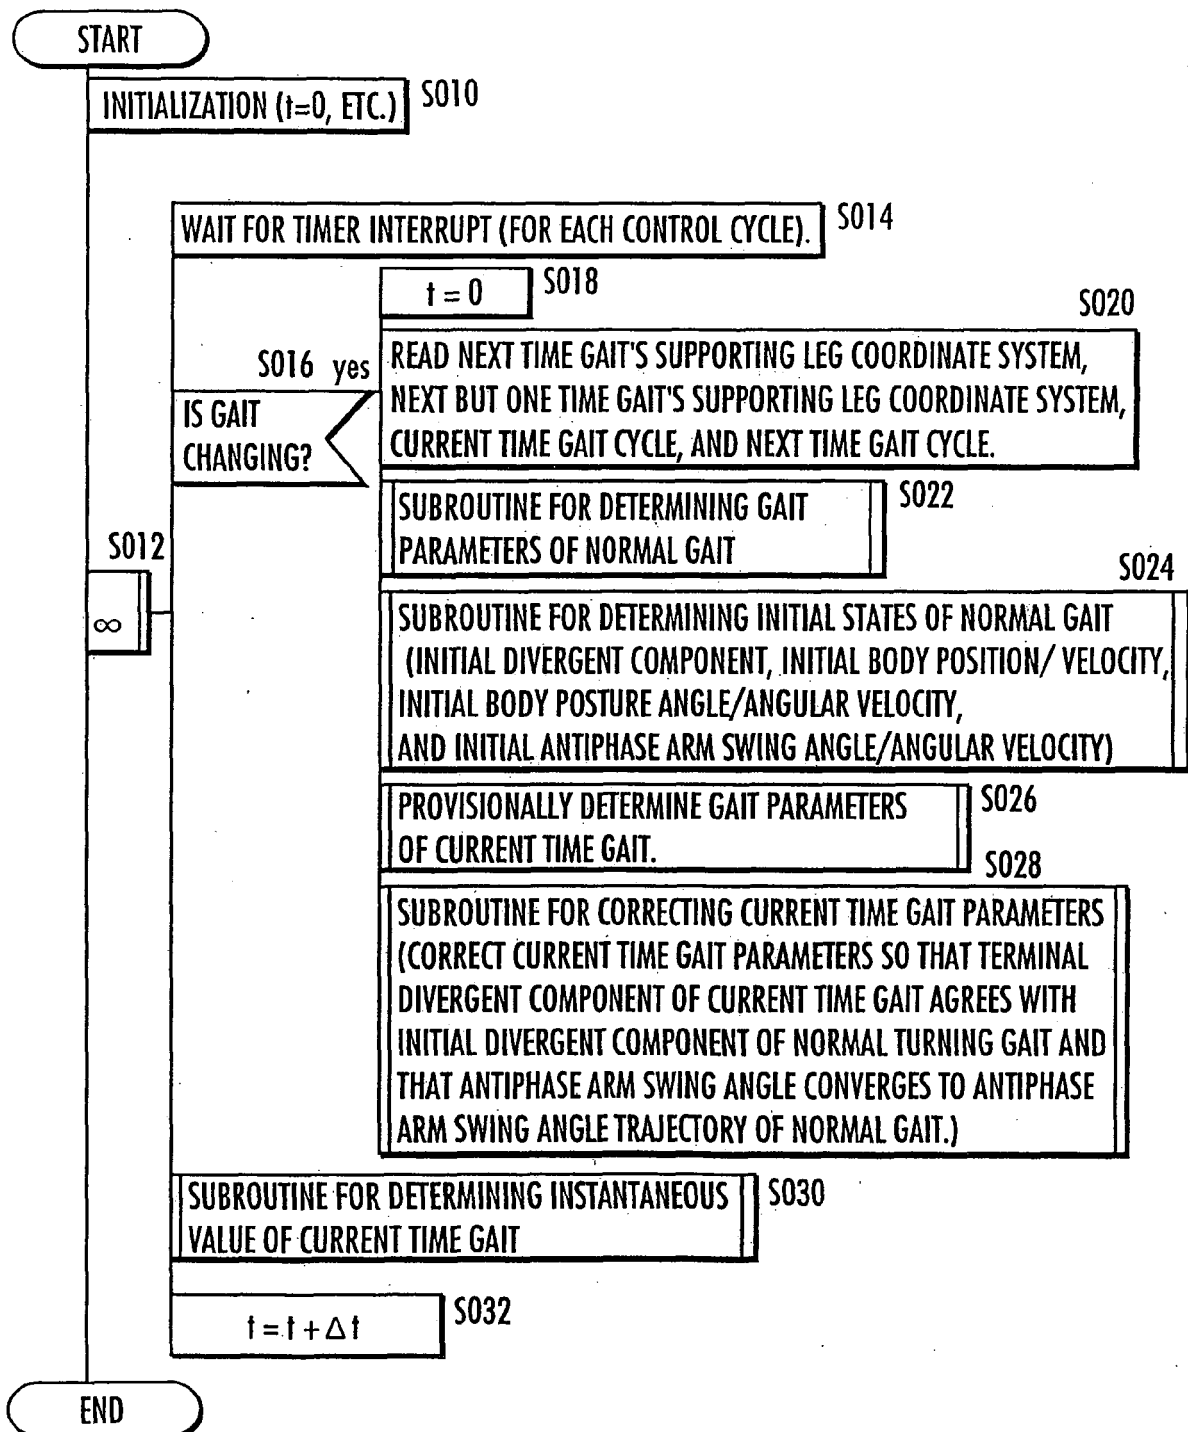 START
INITIALIZATION (t=0, ETC.) S010
WAIT FOR TIMER INTERRUPT (FOR EACH CONTROL CYCLE). S014
t = 0 S018
S020
S016 yes
IS GAIT
CHANGING?
READ NEXT TIME GAIT'S SUPPORTING LEG COORDINATE SYSTEM,
NEXT BUT ONE TIME GAIT'S SUPPORTING LEG COORDINATE SYSTEM,
CURRENT TIME GAIT CYCLE, AND NEXT TIME GAIT CYCLE.
S022
SUBROUTINE FOR DETERMINING GAIT
PARAMETERS OF NORMAL GAIT
S012
∞
S024
SUBROUTINE FOR DETERMINING INITIAL STATES OF NORMAL GAIT
(INITIAL DIVERGENT COMPONENT, INITIAL BODY POSITION/ VELOCITY,
INITIAL BODY POSTURE ANGLE/ANGULAR VELOCITY,
AND INITIAL ANTIPHASE ARM SWING ANGLE/ANGULAR VELOCITY)
PROVISIONALLY DETERMINE GAIT PARAMETERS
OF CURRENT TIME GAIT.
S026
S028
SUBROUTINE FOR CORRECTING CURRENT TIME GAIT PARAMETERS
(CORRECT CURRENT TIME GAIT PARAMETERS SO THAT TERMINAL
DIVERGENT COMPONENT OF CURRENT TIME GAIT AGREES WITH
INITIAL DIVERGENT COMPONENT OF NORMAL TURNING GAIT AND
THAT ANTIPHASE ARM SWING ANGLE CONVERGES TO ANTIPHASE
ARM SWING ANGLE TRAJECTORY OF NORMAL GAIT.)
SUBROUTINE FOR DETERMINING INSTANTANEOUS
VALUE OF CURRENT TIME GAIT
S030
t = t + Δ t S032
END